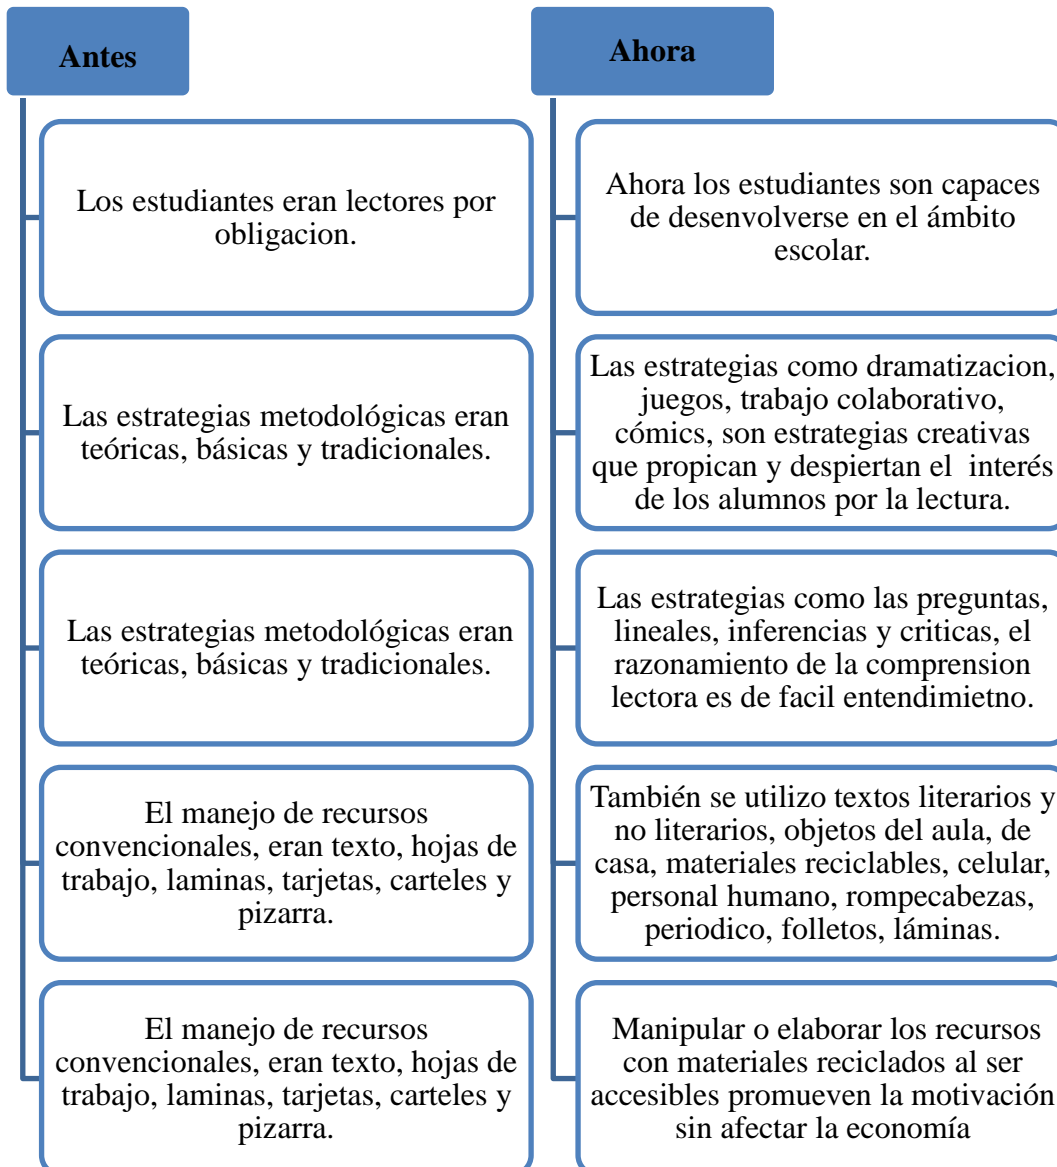 Antes
Los estudiantes eran lectores por
obligacion.
Las estrategias metodológicas eran
teóricas, básicas y tradicionales.
Las estrategias metodológicas eran
teóricas, básicas y tradicionales.
El manejo de recursos
convencionales, eran texto, hojas de
trabajo, laminas, tarjetas, carteles y
pizarra.
El manejo de recursos
convencionales, eran texto, hojas de
trabajo, laminas, tarjetas, carteles y
pizarra.
Ahora
Ahora los estudiantes son capaces
de desenvolverse en el ámbito
escolar.
Las estrategias como dramatizacion,
juegos, trabajo colaborativo,
cómics, son estrategias creativas
que propican y despiertan el  interés
de los alumnos por la lectura.
Las estrategias como las preguntas,
lineales, inferencias y criticas, el
razonamiento de la comprension
lectora es de facil entendimietno.
También se utilizo textos literarios y
no literarios, objetos del aula, de
casa, materiales reciclables, celular,
personal humano, rompecabezas,
periodico, folletos, láminas.
Manipular o elaborar los recursos
con materiales reciclados al ser
accesibles promueven la motivación
sin afectar la economía